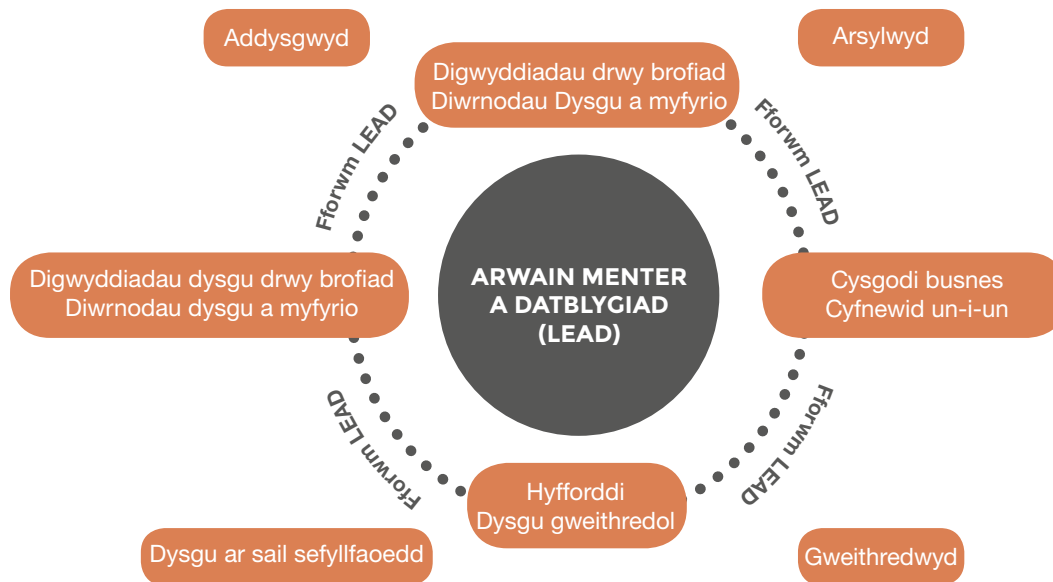 Addysgwyd
Arsylwyd
Digwyddiadau drwy brofiad
Diwrnodau Dysgu a myfyrio
Fforwm LEAD
Fforwm LEAD
Digwyddiadau dysgu drwy brofiad
Diwrnodau dysgu a myfyrio
ARWAIN MENTER
A DATBLYGIAD
(LEAD)
Cysgodi busnes
Cyfnewid un-i-un
Fforwm LEAD
Fforwm LEAD
Hyfforddi
Dysgu gweithredol
Dysgu ar sail sefyllfaoedd
Gweithredwyd